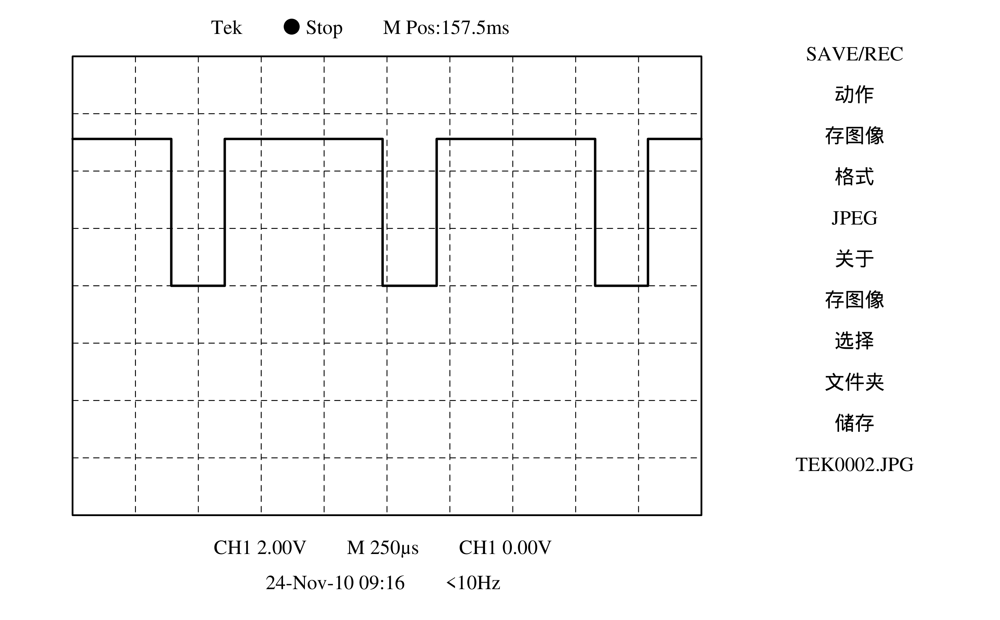 Tek ● Stop M Pos:157.5ms
SAVE/REC
动作
存图像
格式
JPEG
关于
存图像
选择
文件夹
储存
TEK0002.JPG
CH1 2.00V M 250μs CH1 0.00V
24-Nov-10 09:16 <10Hz